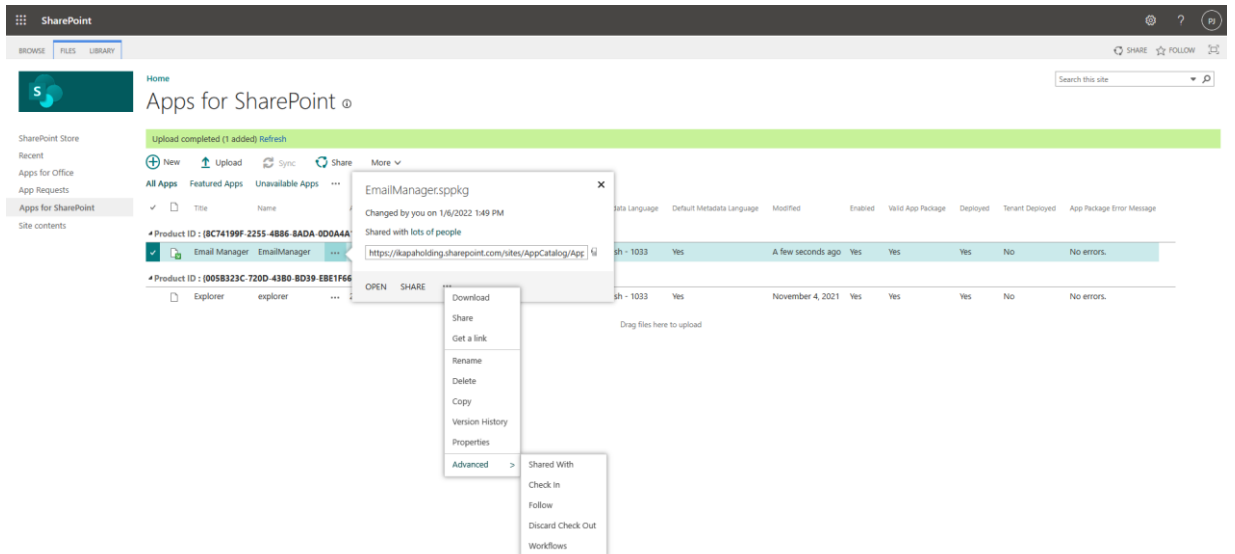 SharePoint
? PJ
BROWSE FILES LIBRARY
SHARE FOLLOW
S
Home
Search this site
Apps for SharePoint
SharePoint Store
Recent
Apps for Office
App Requests
Apps for SharePoint
Site contents
Upload completed (1 added) Refresh
New Upload Sync Share More
All Apps Featured Apps Unavailable Apps ...
Title Name Default Metadata Language Modified Enabled Valid App Package Deployed Tenant Deployed App Package Error Message
Product ID : {8C74199F-2255-4B86-8ADA-0D0A4A
Email Manager EmailManager ... sh - 1033 Yes A few seconds ago Yes Yes Yes No No errors.
Product ID : {005B323C-720D-43B0-BD39-EBE1F66
Explorer explorer ... sh - 1033 Yes November 4, 2021 Yes Yes Yes No No errors.
Drag files here to upload
EmailManager.sppkg
Changed by you on 1/6/2022 1:49 PM
Shared with lots of people
https://ikapaholding.sharepoint.com/sites/AppCatalog/App
OPEN SHARE ...
Download
Share
Get a link
Rename
Delete
Copy
Version History
Properties
Advanced >
Shared With
Check In
Follow
Discard Check Out
Workflows